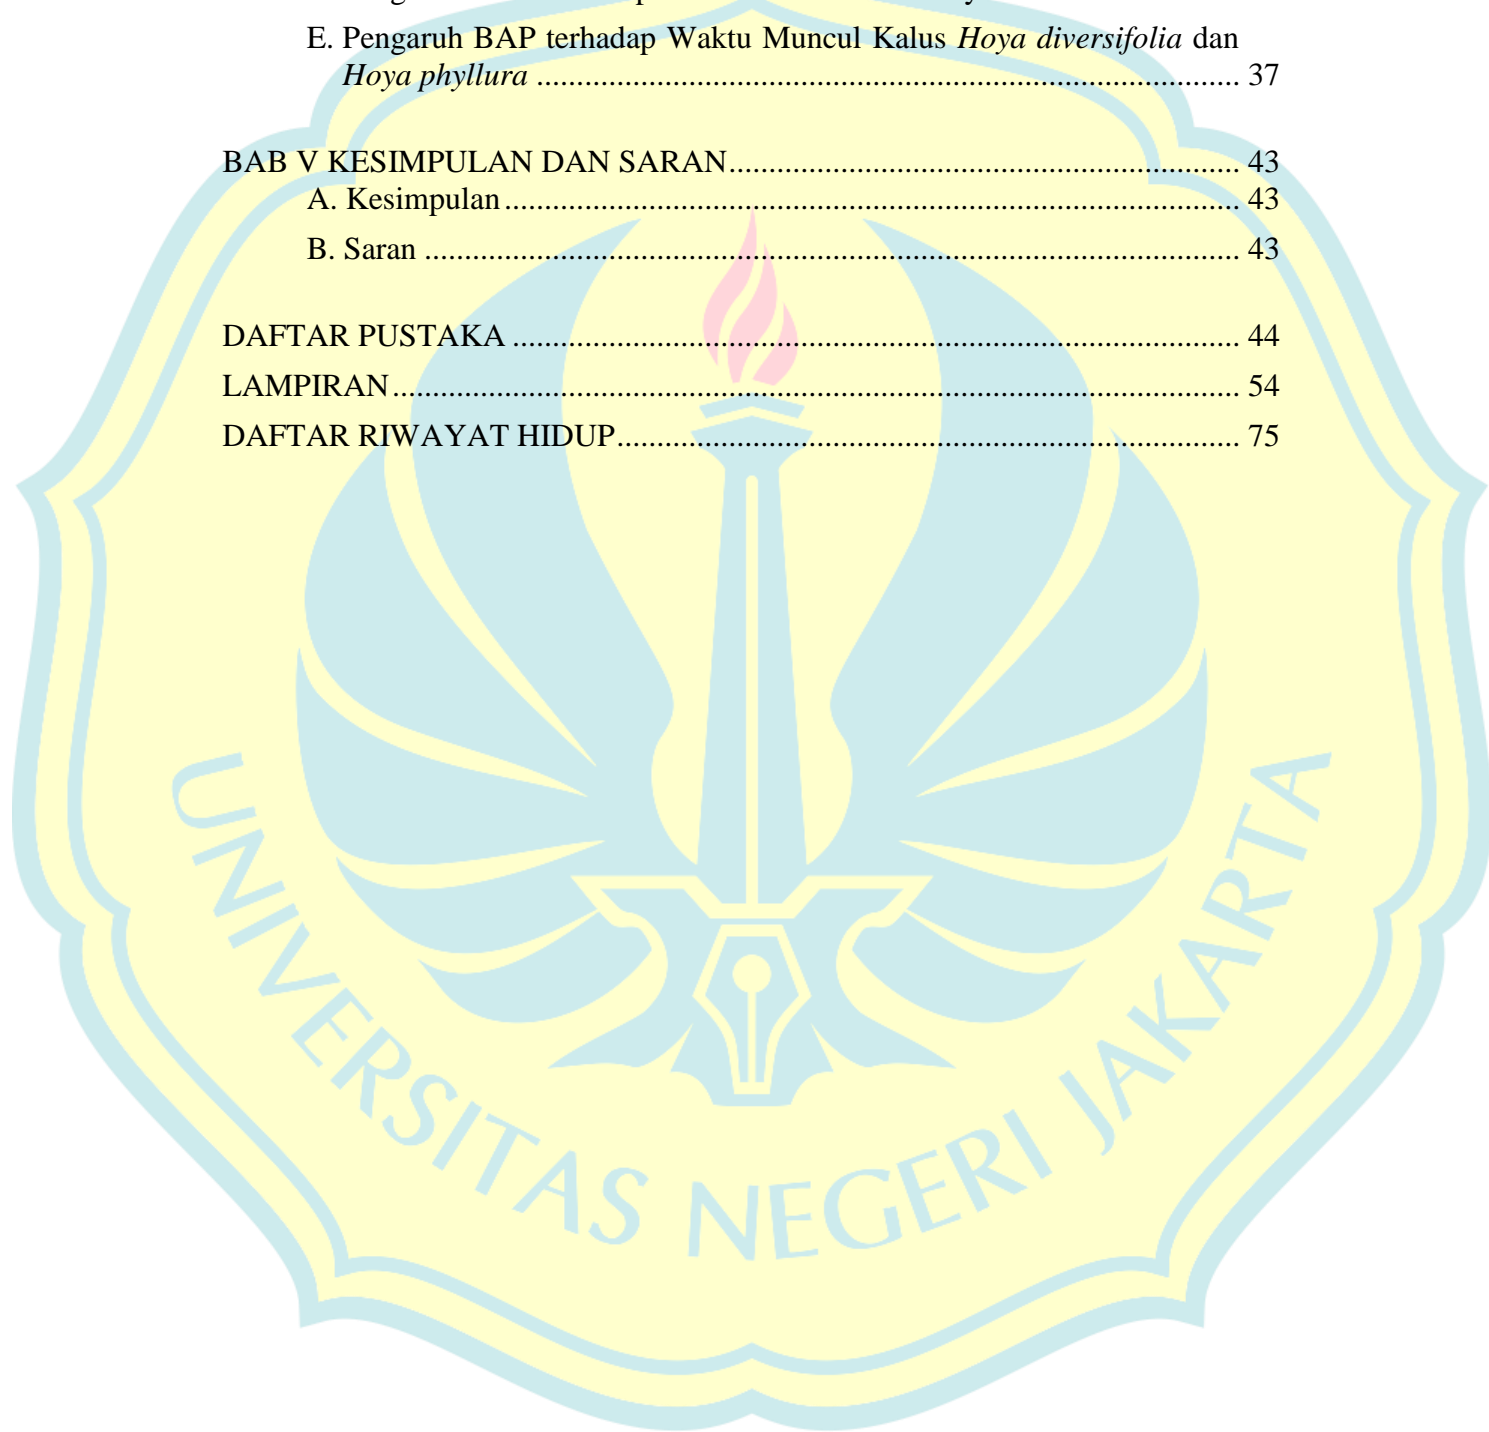 E. Pengaruh BAP terhadap Waktu Muncul Kalus Hoya diversifolia dan
Hoya phyllura ........................................................................................ 37
BAB V KESIMPULAN DAN SARAN................................................................ 43
A. Kesimpulan ............................................................................................ 43
B. Saran ...................................................................................................... 43
DAFTAR PUSTAKA ........................................................................................... 44
LAMPIRAN .......................................................................................................... 54
DAFTAR RIWAYAT HIDUP.............................................................................. 75
UNIVERSITAS NEGERI JAKARTA